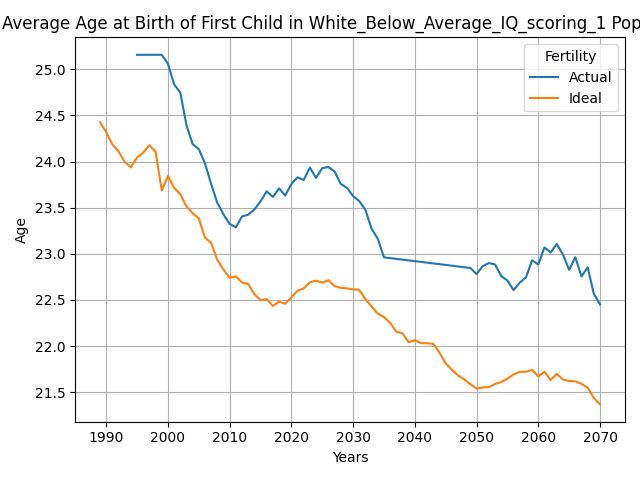 Average Age at Birth of First Child in White_Below_Average_IQ_scoring_1 Pop
Fertility
Actual
Ideal
25.0
24.5
24.0
23.5
23.0
22.5
22.0
21.5
Age
1990 2000 2010 2020 2030 2040 2050 2060 2070
Years